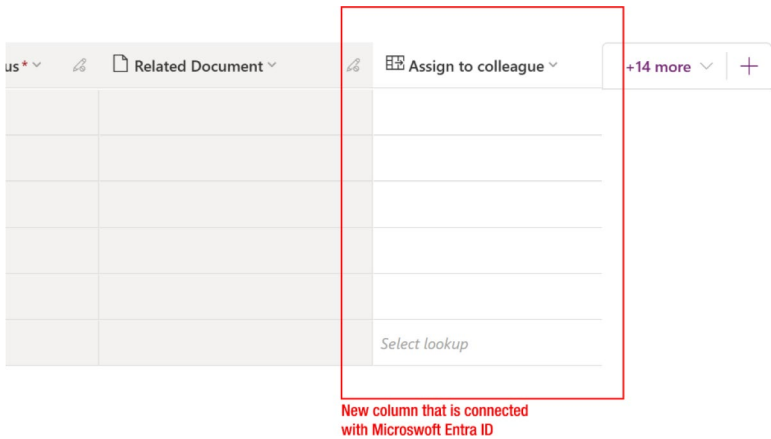 us* Related Document Assign to colleague +14 more
Select lookup
New column that is connected
with Microswoft Entra ID